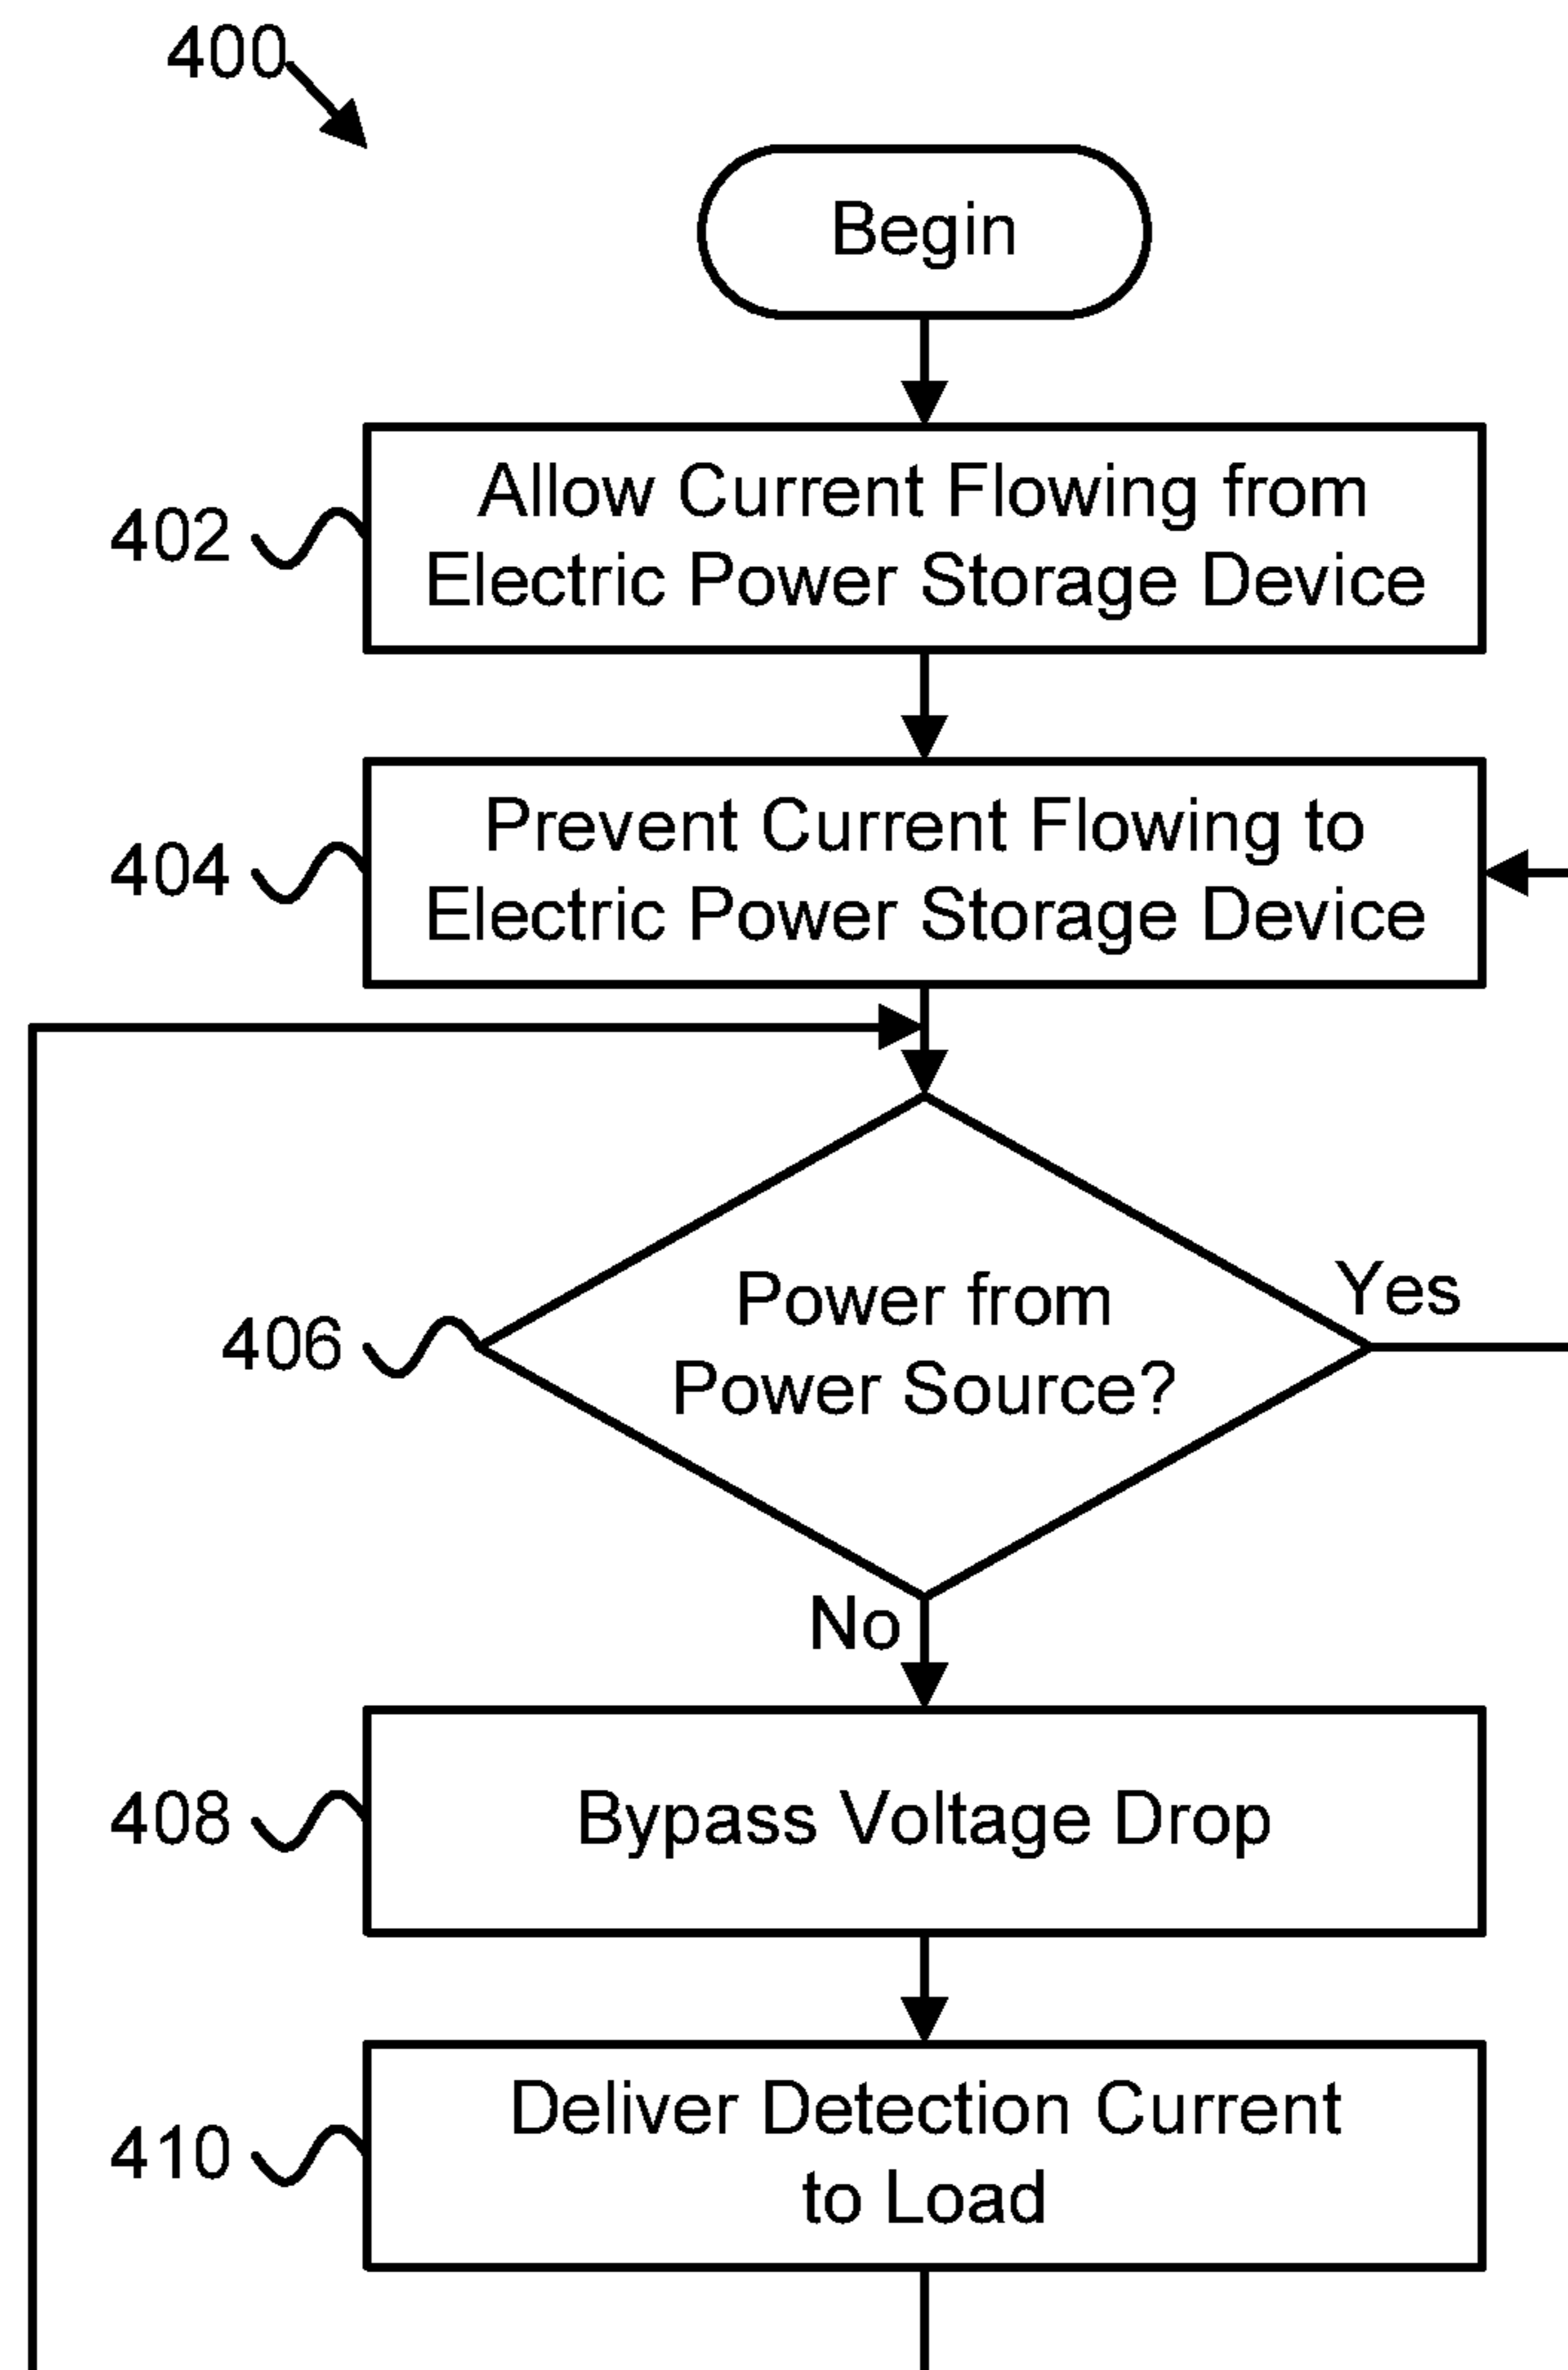 400
Begin
402
Allow Current Flowing from
Electric Power Storage Device
404
Prevent Current Flowing to
Electric Power Storage Device
406
Power from
Power Source?
Yes
No
408
Bypass Voltage Drop
410
Deliver Detection Current
to Load